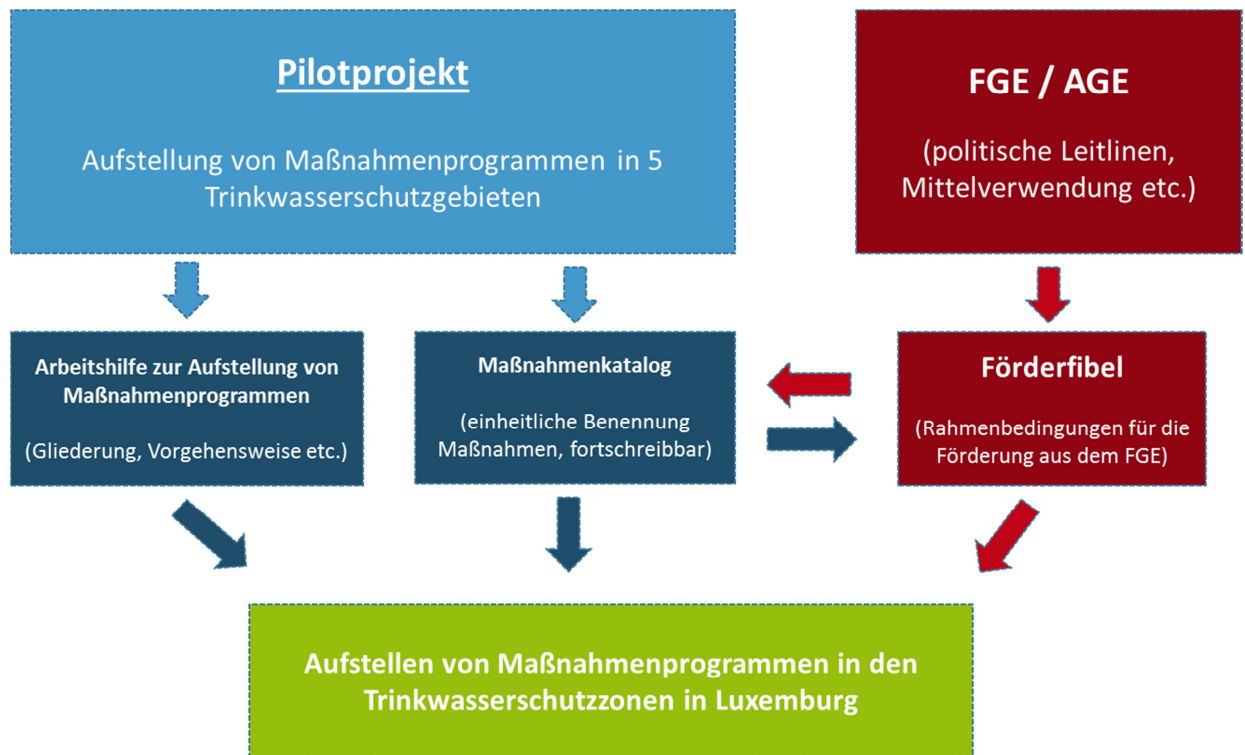 Pilotprojekt
Aufstellung von Maßnahmenprogrammen in 5
Trinkwasserschutzgebieten
FGE / AGE
(politische Leitlinen,
Mittelverwendung etc.)
Arbeitshilfe zur Aufstellung von
Maßnahmenprogrammen
(Gliederung, Vorgehensweise etc.)
Maßnahmenkatalog
(einheitliche Benennung
Maßnahmen, fortschreibbar)
Förderfibel
(Rahmenbedingungen für die
Förderung aus dem FGE)
Aufstellen von Maßnahmenprogrammen in den
Trinkwasserschutzzonen in Luxemburg